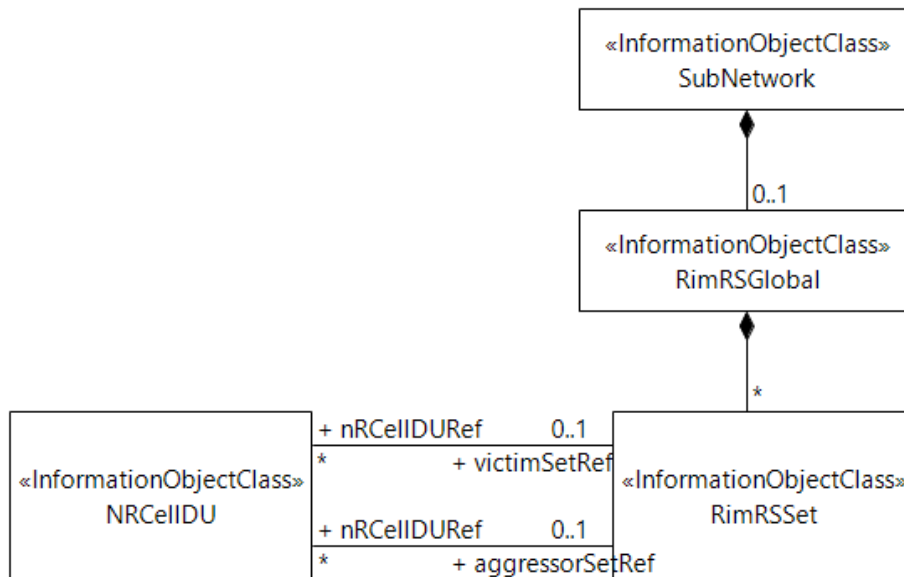 «InformationObjectClass»
SubNetwork
0..1
«InformationObjectClass»
RimRSGlobal
*
+ nRCellDURef 0..1
* + victimSetRef
«InformationObjectClass»
NRCellDU
«InformationObjectClass»
RimRSSet
+ nRCellDURef 0..1
* + aggressorSetRef